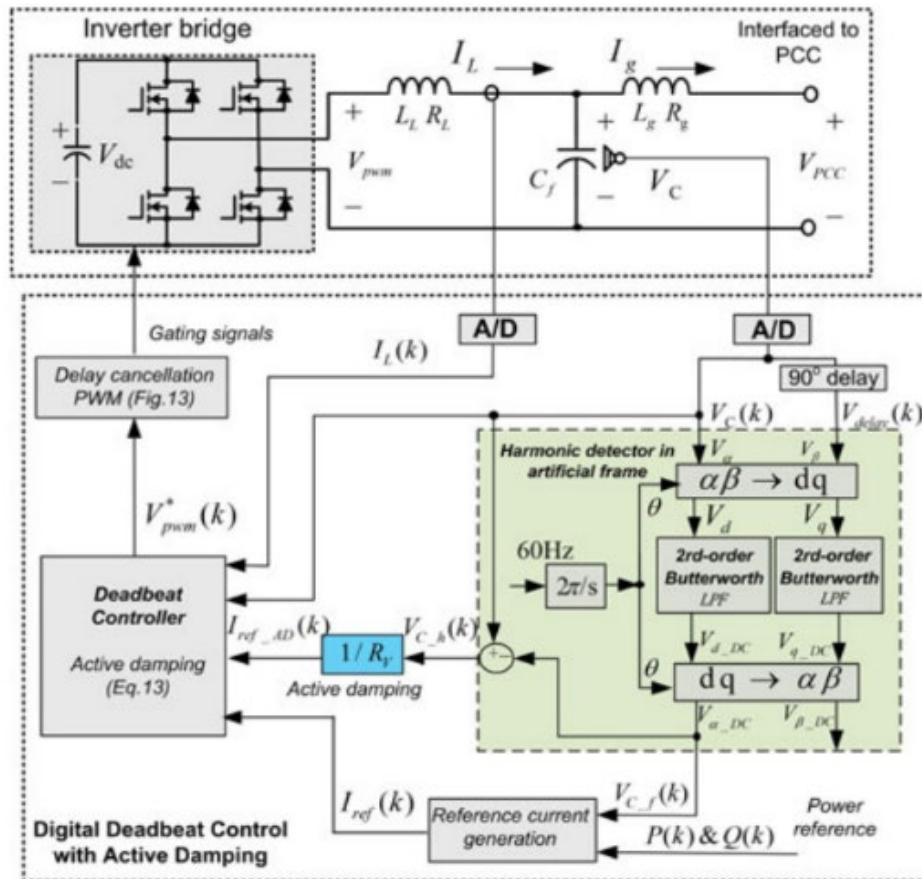 Inverter bridge
Interfaced to
PCC
I_L
I_g
L_L R_L
L_g R_g
+
V_dc
−
+
V_pwm
−
C_f
+
V_C
−
+
V_PCC
−
A/D
A/D
Gating signals
I_L(k)
90° delay
Delay cancellation
PWM (Fig.13)
V_C(k)
V_delay(k)
Harmonic detector in
artificial frame
V_α
V_β
αβ → dq
θ
V_d
V_q
V*_pwm(k)
60Hz
2π/s
2rd-order
Butterworth
LPF
2rd-order
Butterworth
LPF
Deadbeat
Controller
Active damping
(Eq.13)
I_ref_AD(k)
1/R_V
Active damping
V_C_h(k)
+−
V_d_DC
V_q_DC
θ
dq → αβ
V_α_DC
V_β_DC
I_ref(k)
Reference current
generation
V_C_f(k)
Power
reference
P(k) & Q(k)
Digital Deadbeat Control
with Active Damping